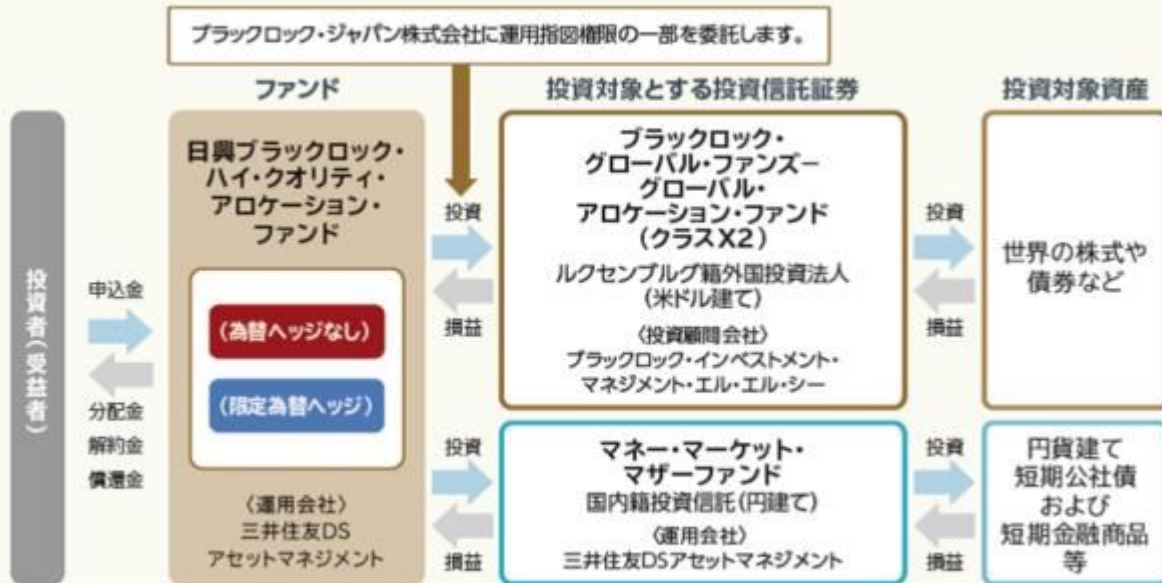 ブラックロック・ジャパン株式会社に運用指図権限の一部を委託します。
ファンド
投資対象とする投資信託証券
投資対象資産
投資者(受益者)
申込金
分配金
解約金
償還金
日興ブラックロック・
ハイ・クオリティ・
アロケーション・
ファンド
(為替ヘッジなし)
(限定為替ヘッジ)
〈運用会社〉
三井住友DS
アセットマネジメント
投資
損益
ブラックロック・
グローバル・ファンズ−
グローバル・
アロケーション・ファンド
(クラスX2)
ルクセンブルグ籍外国投資法人
(米ドル建て)
〈投資顧問会社〉
ブラックロック・インベストメント・
マネジメント・エル・エル・シー
投資
損益
世界の株式や
債券など
投資
損益
マネー・マーケット・
マザーファンド
国内籍投資信託(円建て)
〈運用会社〉
三井住友DSアセットマネジメント
投資
損益
円貨建て
短期公社債
および
短期金融商品
等